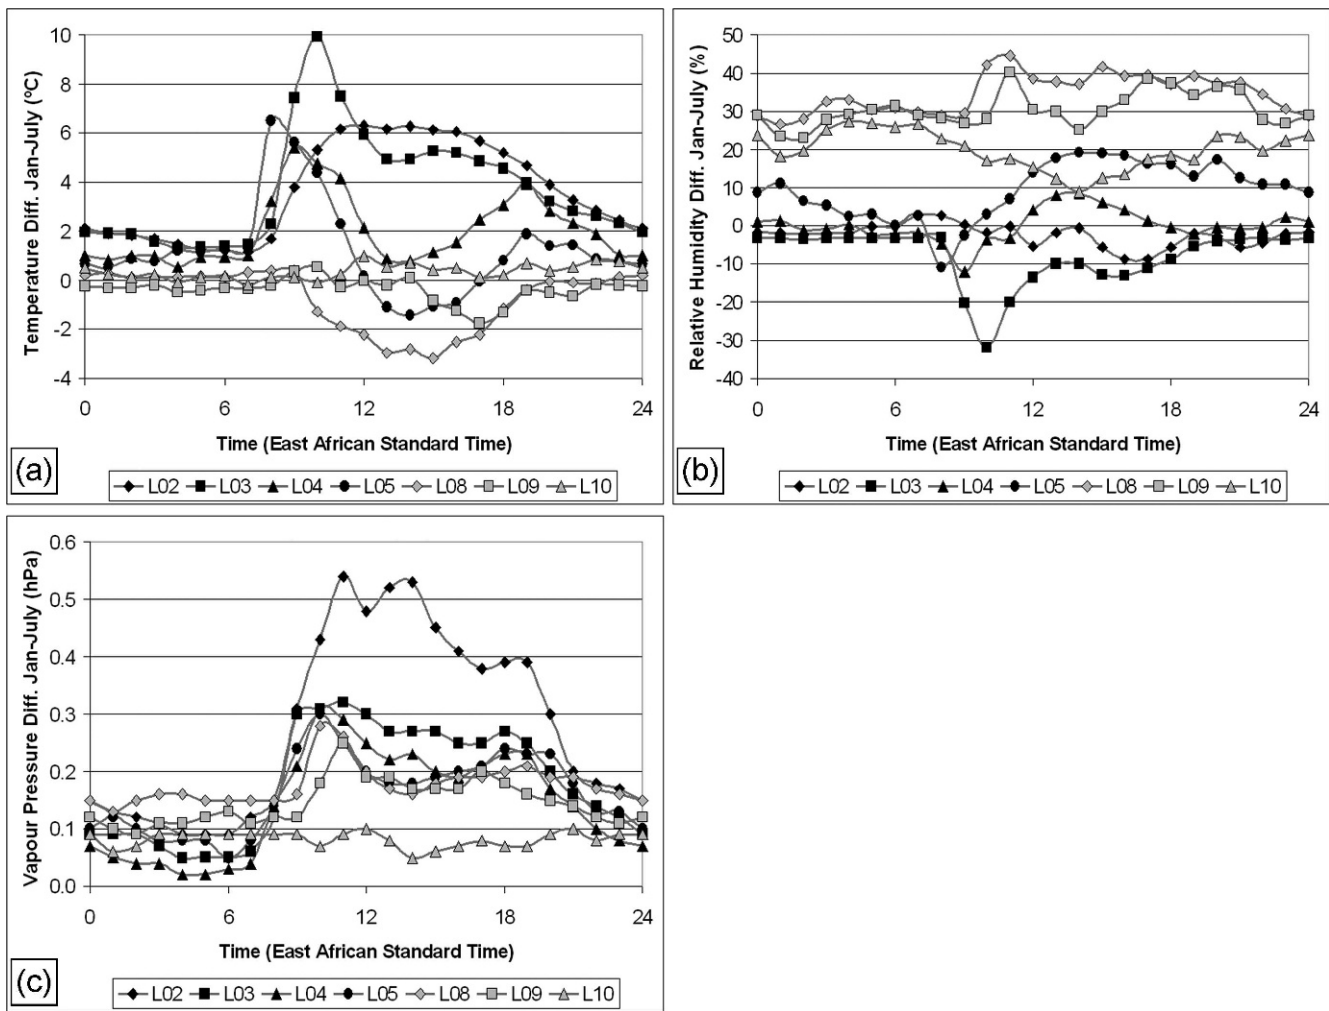 Temperature Diff. Jan-July (ºC)
10
8
6
4
2
0
-2
-4
0 6 12 18 24
Time (East African Standard Time)
(a)
L02 L03 L04 L05 L08 L09 L10
Relative Humidity Diff. Jan-July (%)
50
40
30
20
10
0
-10
-20
-30
-40
0 6 12 18 24
Time (East African Standard Time)
(b)
L02 L03 L04 L05 L08 L09 L10
Vapour Pressure Diff. Jan-July (hPa)
0.6
0.5
0.4
0.3
0.2
0.1
0.0
0 6 12 18 24
Time (East African Standard Time)
(c)
L02 L03 L04 L05 L08 L09 L10